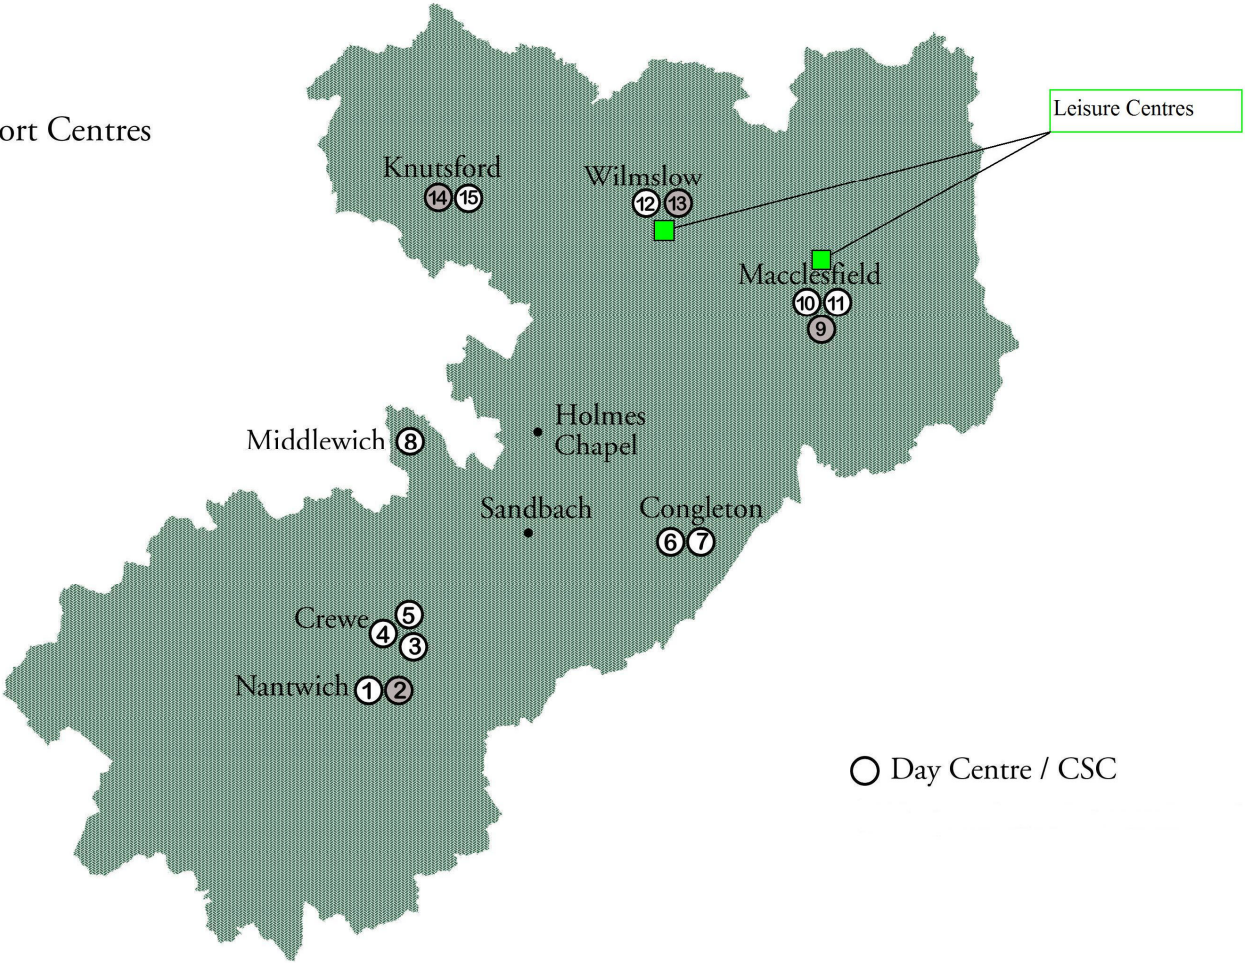 ort Centres
Leisure Centres
Knutsford
14 15
Wilmslow
12 13
Macclesfield
10 11
9
Holmes
Chapel
Middlewich 8
Sandbach
Congleton
6 7
Crewe 4 5 3
Nantwich 1 2
Day Centre / CSC